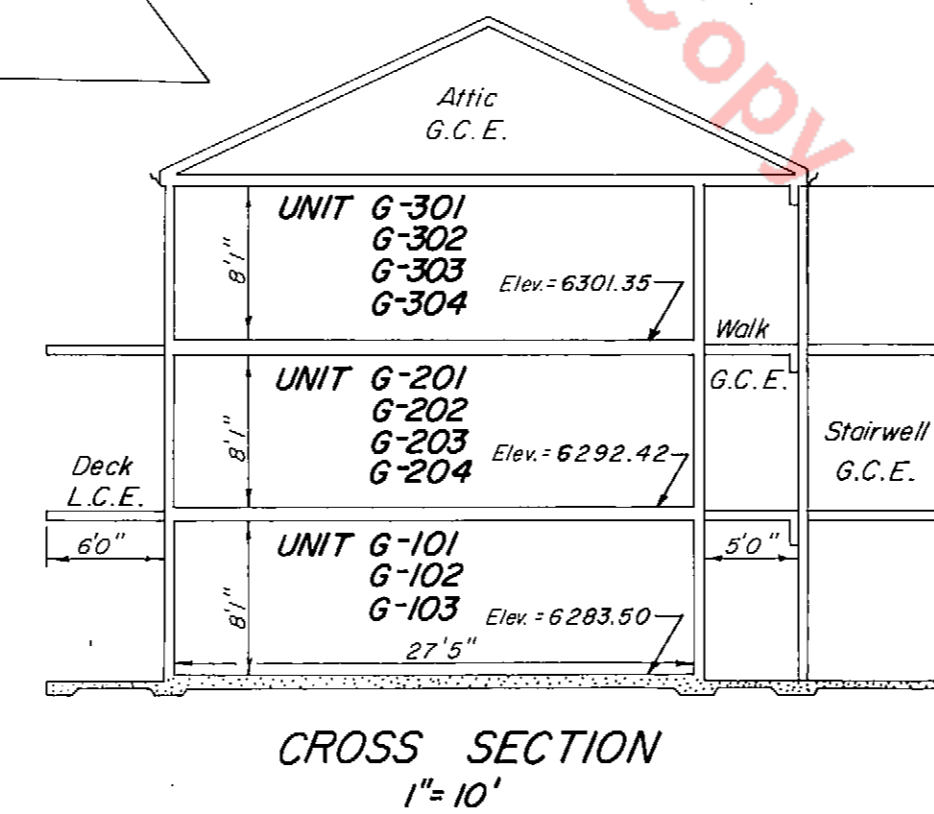 Copy
Attic
G.C.E.
UNIT G-301
G-302
G-303
G-304
8'1"
Elev.=6301.35
Walk
G.C.E.
UNIT G-201
G-202
G-203
G-204
8'1"
Elev.=6292.42
Deck
L.C.E.
Stairwell
G.C.E.
6'0"
UNIT G-101
G-102
G-103
8'1"
Elev.=6283.50
27'5"
5'0"
CROSS SECTION
1"=10'